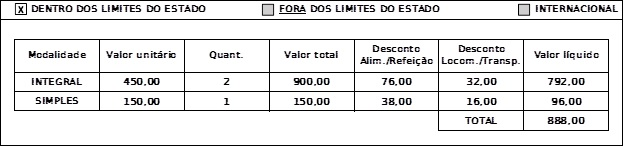 X DENTRO DOS LIMITES DO ESTADO FORA DOS LIMITES DO ESTADO INTERNACIONAL
Modalidade Valor unitário Quant. Valor total Desconto Alim./Refeição Desconto Locom./Transp. Valor líquido
INTEGRAL 450,00 2 900,00 76,00 32,00 792,00
SIMPLES 150,00 1 150,00 38,00 16,00 96,00
TOTAL 888,00